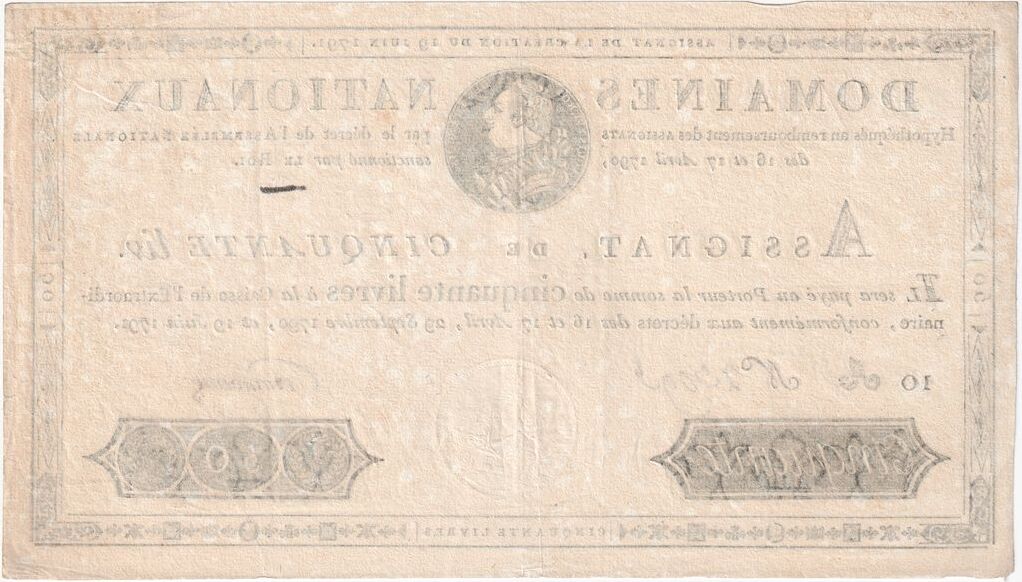 ASSIGNAT DE LA CRÉATION DU 19 JUIN 1791.
DOMAINES NATIONAUX
Hypothéqués au remboursement des ASSIGNATS par le décret de l'ASSEMBLÉE NATIONALE
des 16 et 17 Avril 1790, sanctionné par LE ROI.
ASSIGNAT, DE CINQUANTE liv.
IL sera payé au Porteur la somme de cinquante livres à la Caisse de l'Extraordi-
naire, conformément aux décrets des 16 et 17 Avril, 29 Septembre 1790, et 19 Juin 1791.
10 N
Cinquante
50
CINQUANTE LIVRES